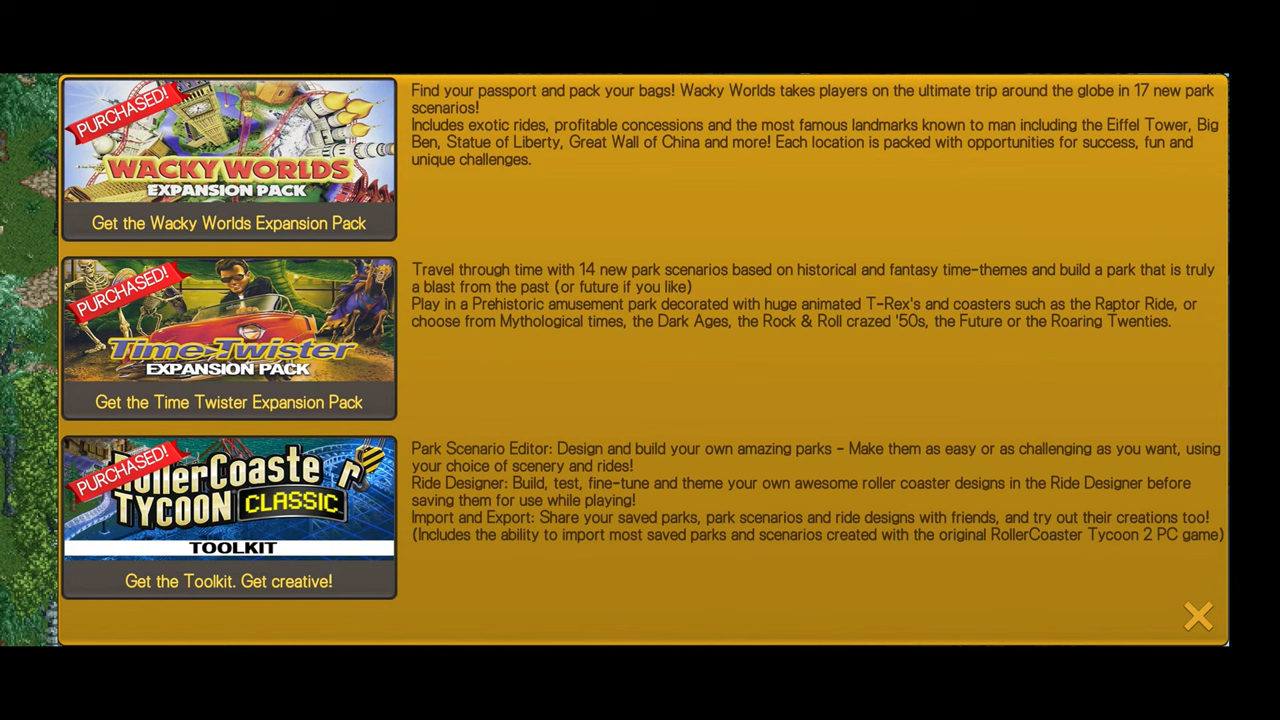 PURCHASED!
WACKY WORLDS
EXPANSION PACK
Get the Wacky Worlds Expansion Pack
Find your passport and pack your bags! Wacky Worlds takes players on the ultimate trip around the globe in 17 new park
scenarios!
Includes exotic rides, profitable concessions and the most famous landmarks known to man including the Eiffel Tower, Big
Ben, Statue of Liberty, Great Wall of China and more! Each location is packed with opportunities for success, fun and
unique challenges.
PURCHASED!
Time Twister
EXPANSION PACK
Get the Time Twister Expansion Pack
Travel through time with 14 new park scenarios based on historical and fantasy time-themes and build a park that is truly
a blast from the past (or future if you like)
Play in a Prehistoric amusement park decorated with huge animated T-Rex's and coasters such as the Raptor Ride, or
choose from Mythological times, the Dark Ages, the Rock & Roll crazed '50s, the Future or the Roaring Twenties.
PURCHASED!
RollerCoaster
TYCOON CLASSIC
TOOLKIT
Get the Toolkit. Get creative!
Park Scenario Editor: Design and build your own amazing parks - Make them as easy or as challenging as you want, using
your choice of scenery and rides!
Ride Designer: Build, test, fine-tune and theme your own awesome roller coaster designs in the Ride Designer before
saving them for use while playing!
Import and Export: Share your saved parks, park scenarios and ride designs with friends, and try out their creations too!
(Includes the ability to import most saved parks and scenarios created with the original RollerCoaster Tycoon 2 PC game)